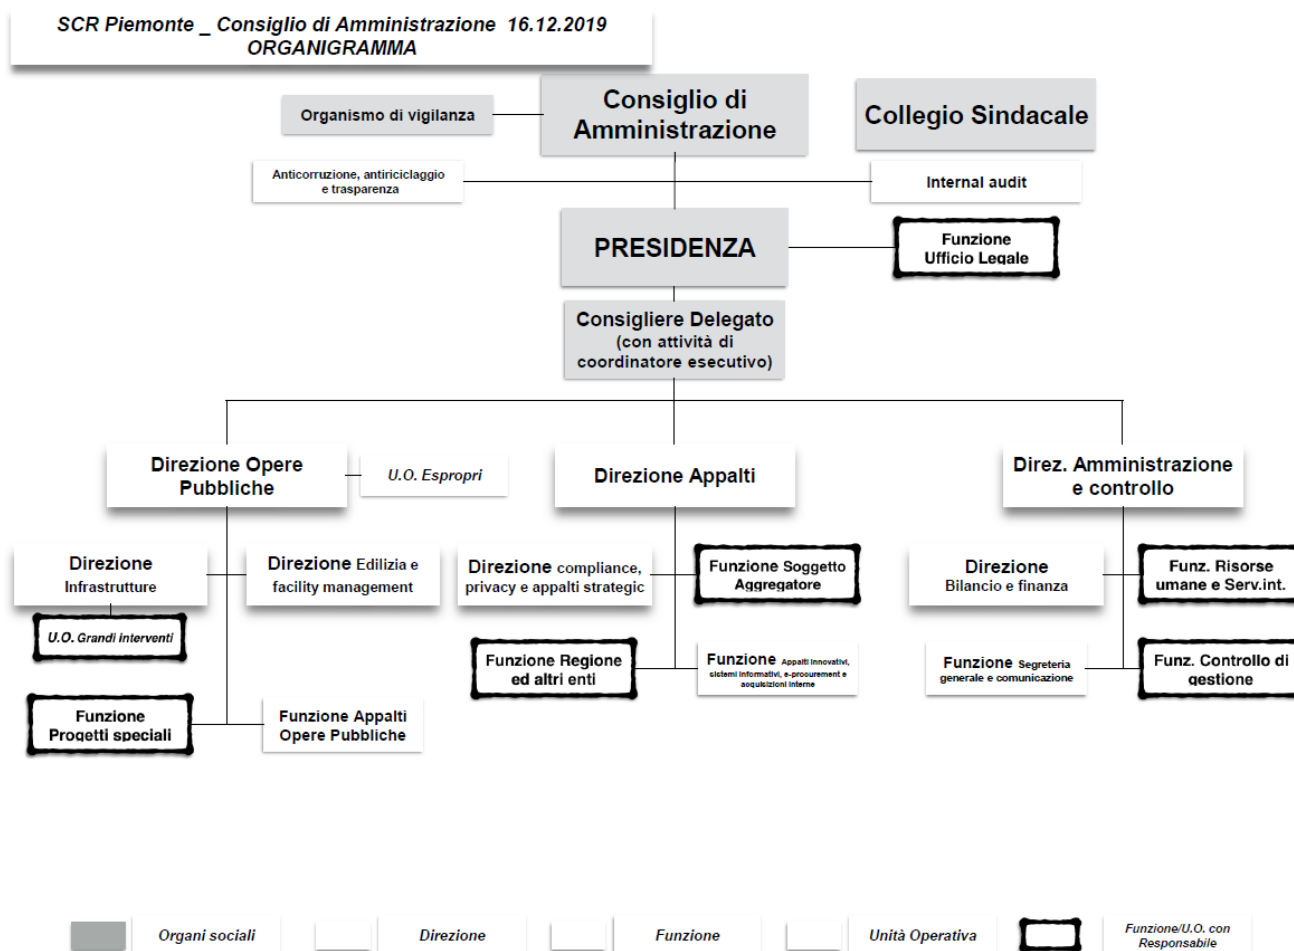 SCR Piemonte _ Consiglio di Amministrazione 16.12.2019
ORGANIGRAMMA
Organismo di vigilanza
Consiglio di
Amministrazione
Collegio Sindacale
Anticorruzione, antiriciclaggio
e trasparenza
Internal audit
PRESIDENZA
Funzione
Ufficio Legale
Consigliere Delegato
(con attività di
coordinatore esecutivo)
Direzione Opere
Pubbliche
U.O. Espropri
Direzione Appalti
Direz. Amministrazione
e controllo
Direzione
Infrastrutture
Direzione Edilizia e
facility management
Direzione compliance,
privacy e appalti strategic
Funzione Soggetto
Aggregatore
Direzione
Bilancio e finanza
Funz. Risorse
umane e Serv.int.
U.O. Grandi interventi
Funzione Regione
ed altri enti
Funzione Appalti innovativi,
sistemi informativi, e-procurement e
acquisizioni interne
Funzione Segreteria
generale e comunicazione
Funz. Controllo di
gestione
Funzione
Progetti speciali
Funzione Appalti
Opere Pubbliche
Organi sociali
Direzione
Funzione
Unità Operativa
Funzione/U.O. con
Responsabile